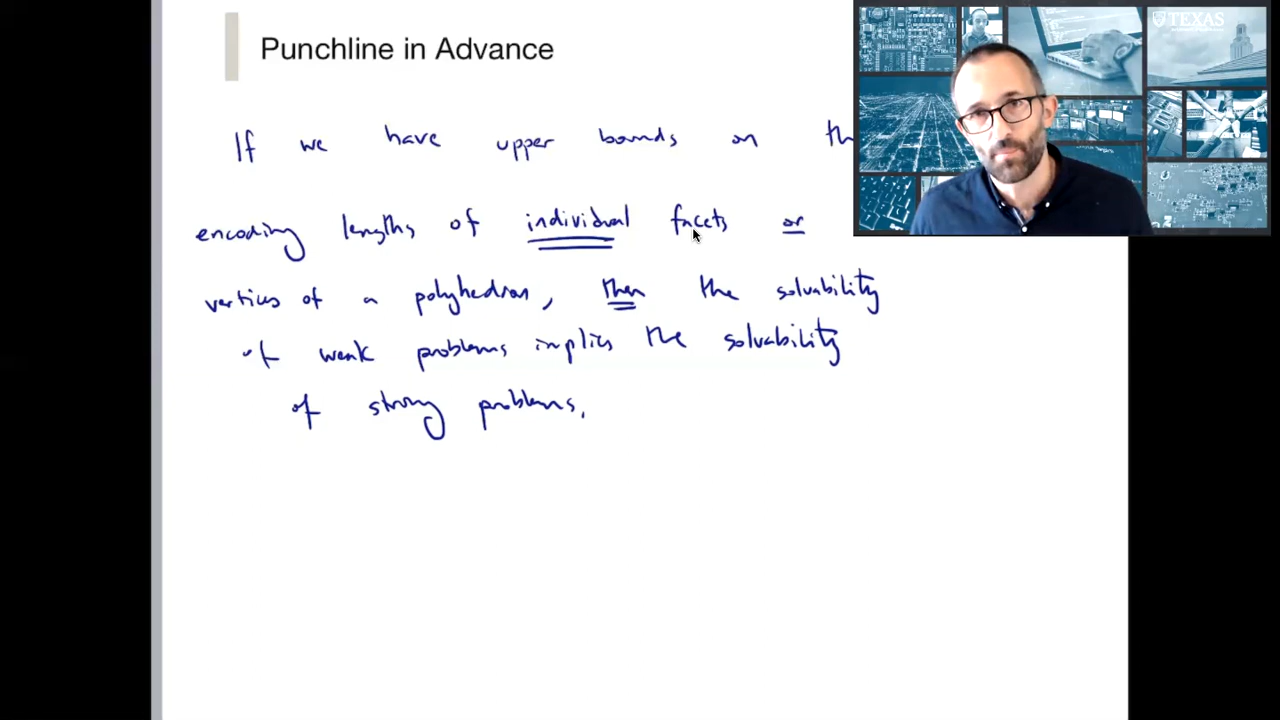 Punchline in Advance
TEXAS
If we have upper bounds on th
encoding lengths of individual facets or
vertices of a polyhedron, then the solvability
of weak problems implies the solvability
of strong problems.